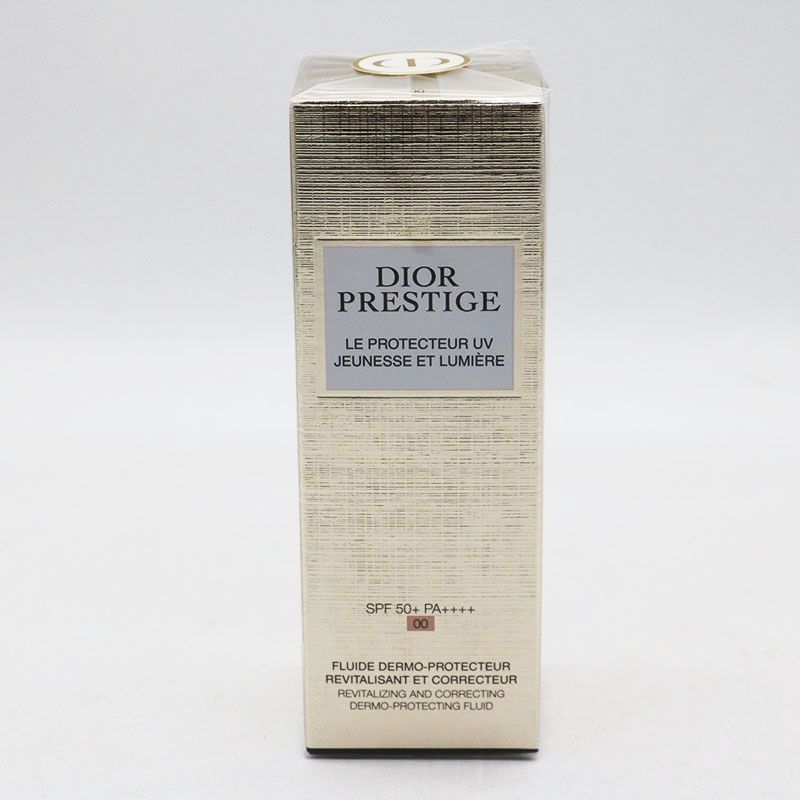 DIOR
PRESTIGE
LE PROTECTEUR UV
JEUNESSE ET LUMIÈRE
SPF 50+ PA++++
00
FLUIDE DERMO-PROTECTEUR
REVITALISANT ET CORRECTEUR
REVITALIZING AND CORRECTING
DERMO-PROTECTING FLUID